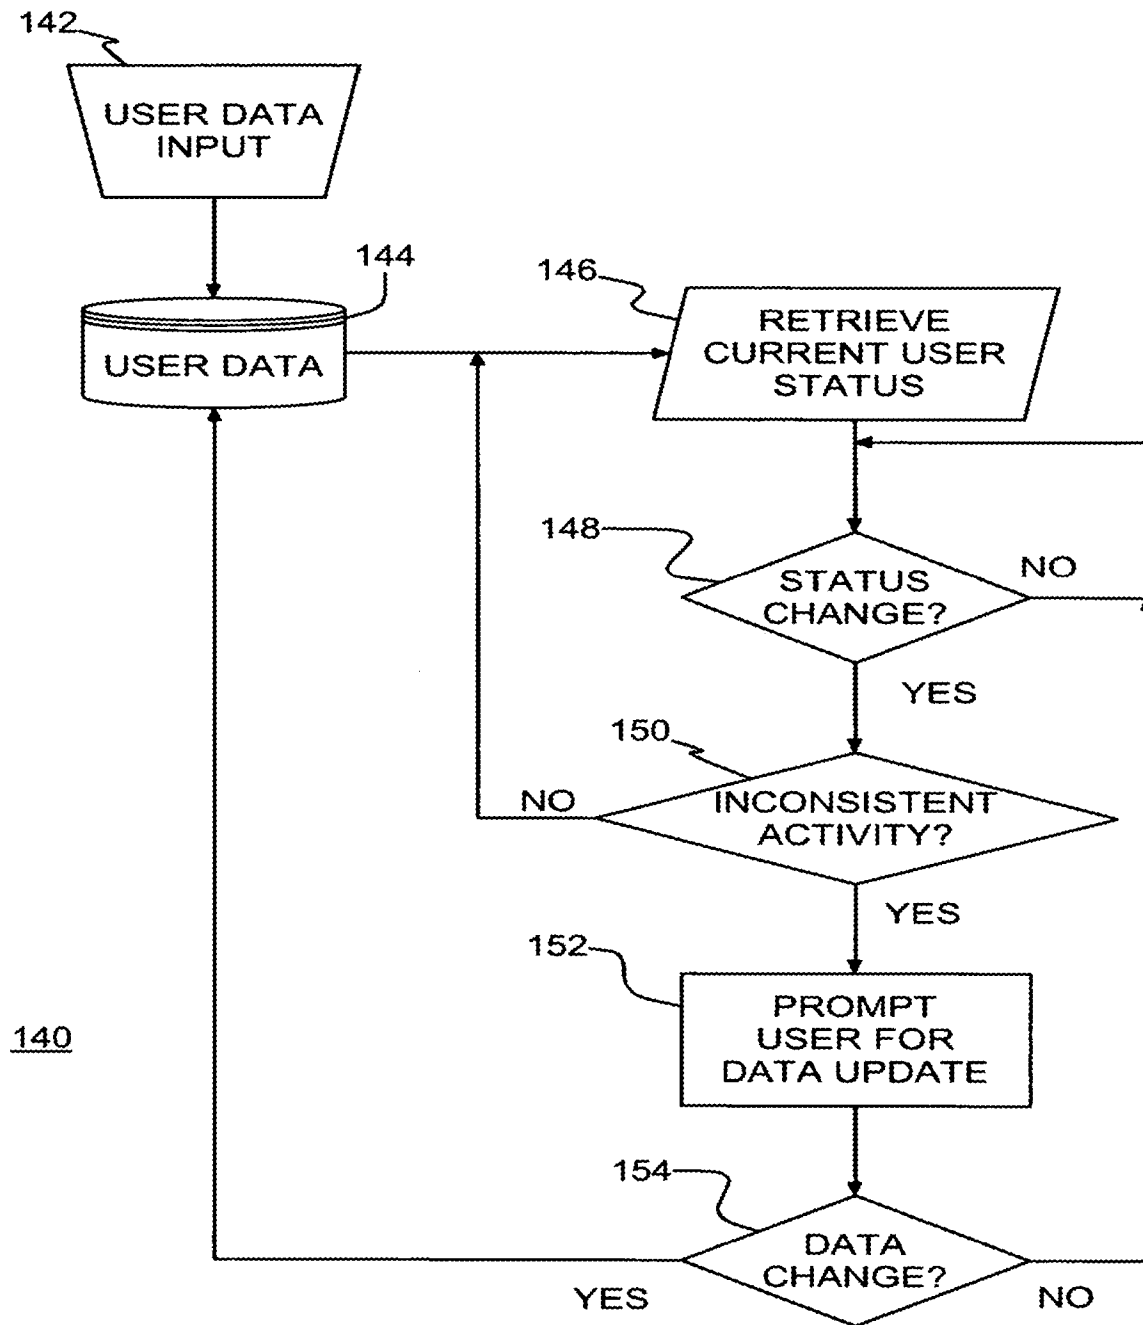 142
USER DATA
INPUT
144
USER DATA
146
RETRIEVE
CURRENT USER
STATUS
148
STATUS
CHANGE?
NO
YES
150
INCONSISTENT
ACTIVITY?
NO
YES
152
PROMPT
USER FOR
DATA UPDATE
140
154
DATA
CHANGE?
YES
NO